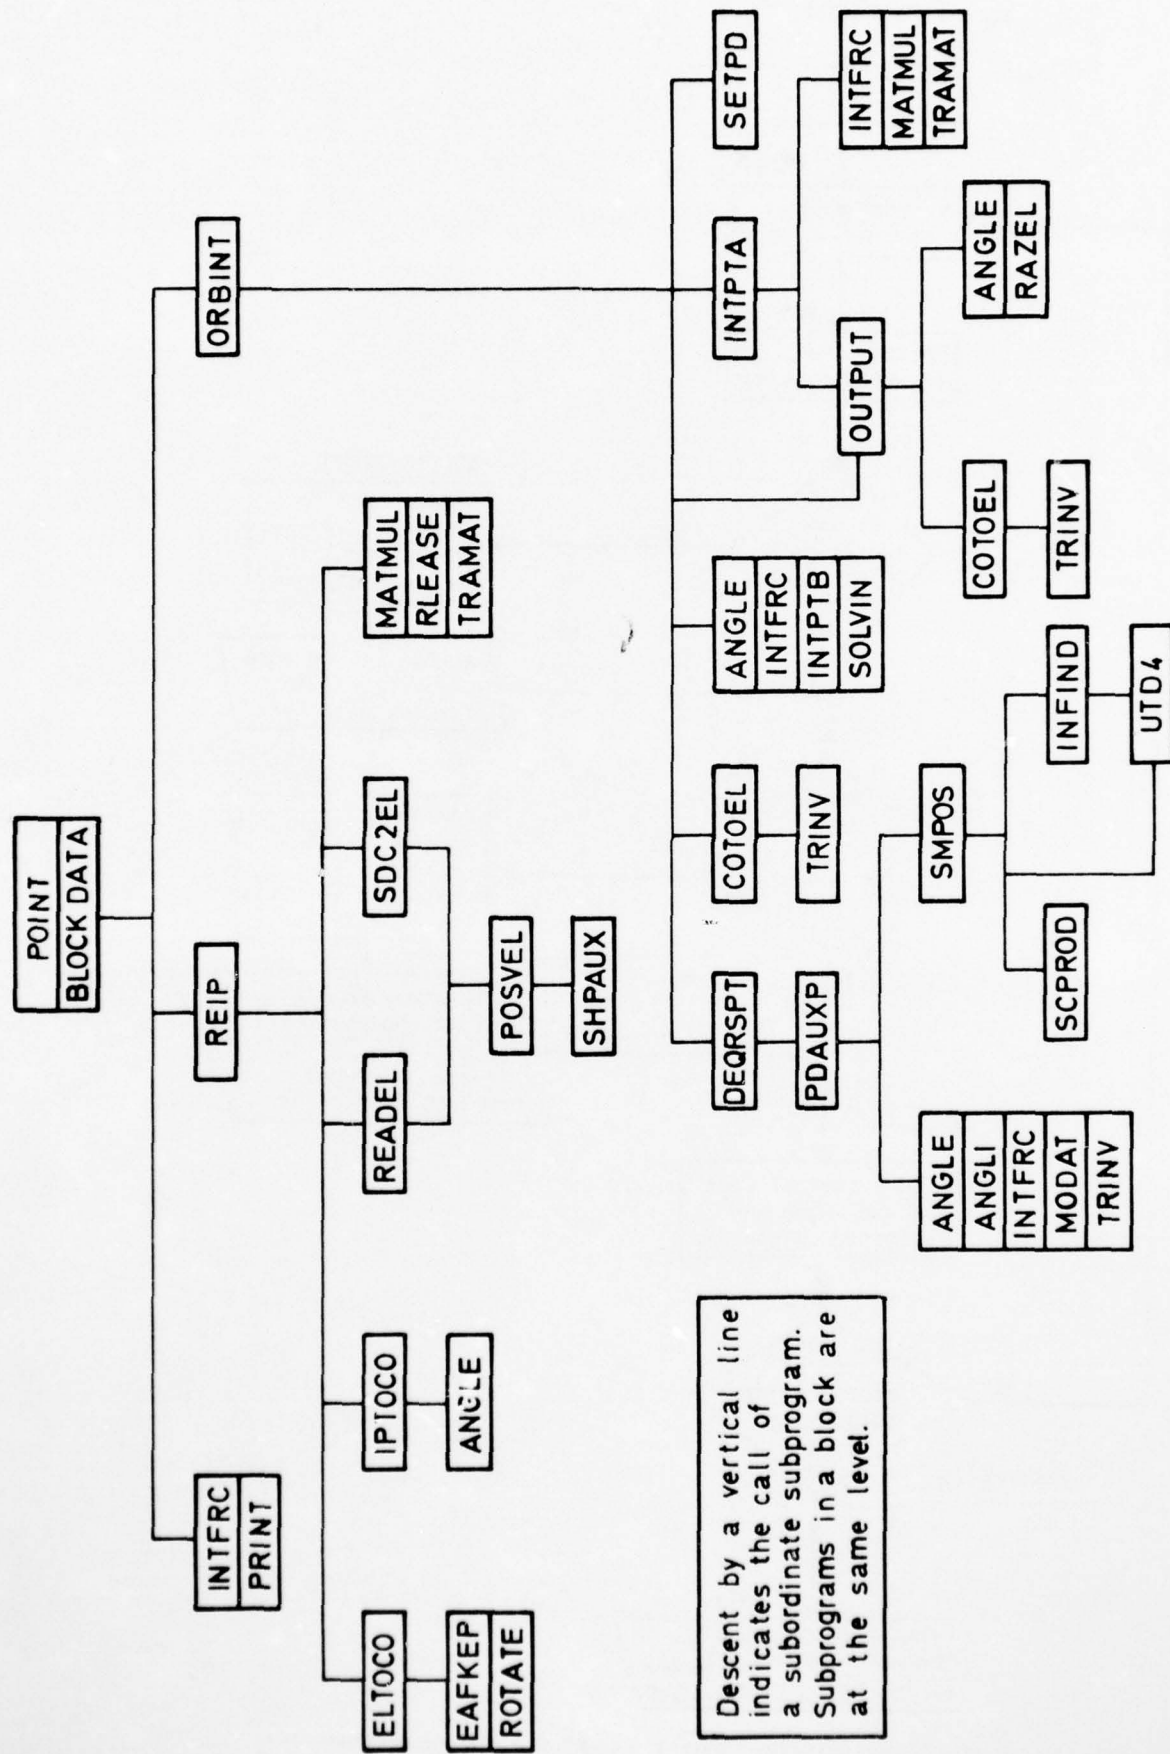 POINT
BLOCK DATA
INTFRC
PRINT
REIP
ORBINT
ELTOCO
EAFKEP
ROTATE
IPTOCO
ANGLE
READEL
SDC2EL
POSVEL
SHPAUX
MATMUL
RLEASE
TRAMAT
DEQRSPT
PDAUXP
COTOEL
TRINV
ANGLE
INTFRC
INTPTB
SOLVIN
INTPTA
SETPD
OUTPUT
INTFRC
MATMUL
TRAMAT
ANGLE
ANGLI
INTFRC
MODAT
TRINV
SMPOS
SCPROD
INFIND
UTD4
COTOEL
TRINV
ANGLE
RAZEL
Descent by a vertical line
indicates the call of
a subordinate subprogram.
Subprograms in a block are
at the same level.